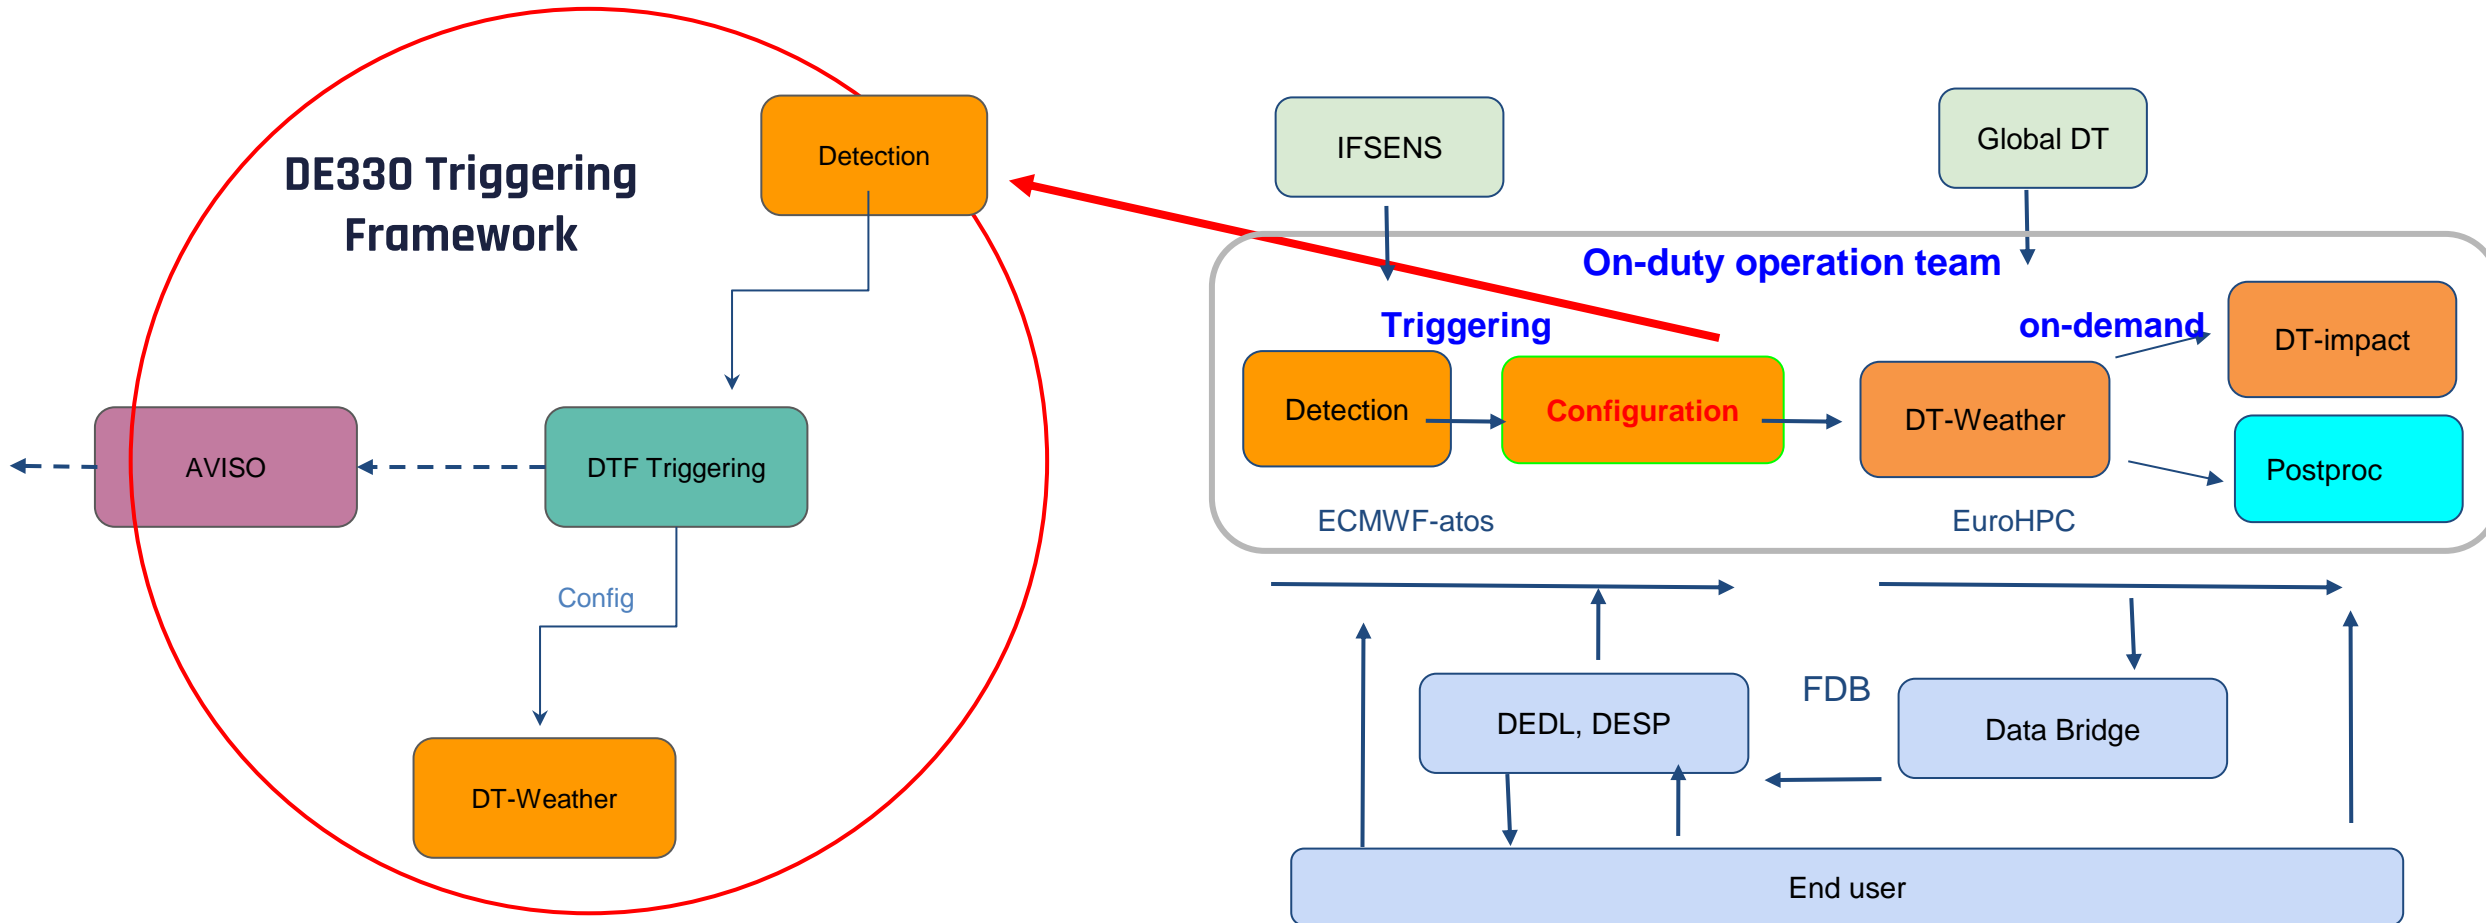 DE330 Triggering
Framework
Detection
AVISO
DTF Triggering
Config
DT-Weather
IFSENS
Global DT
On-duty operation team
Triggering
on-demand
Detection
Configuration
DT-Weather
DT-impact
Postproc
ECMWF-atos
EuroHPC
DEDL, DESP
FDB
Data Bridge
End user